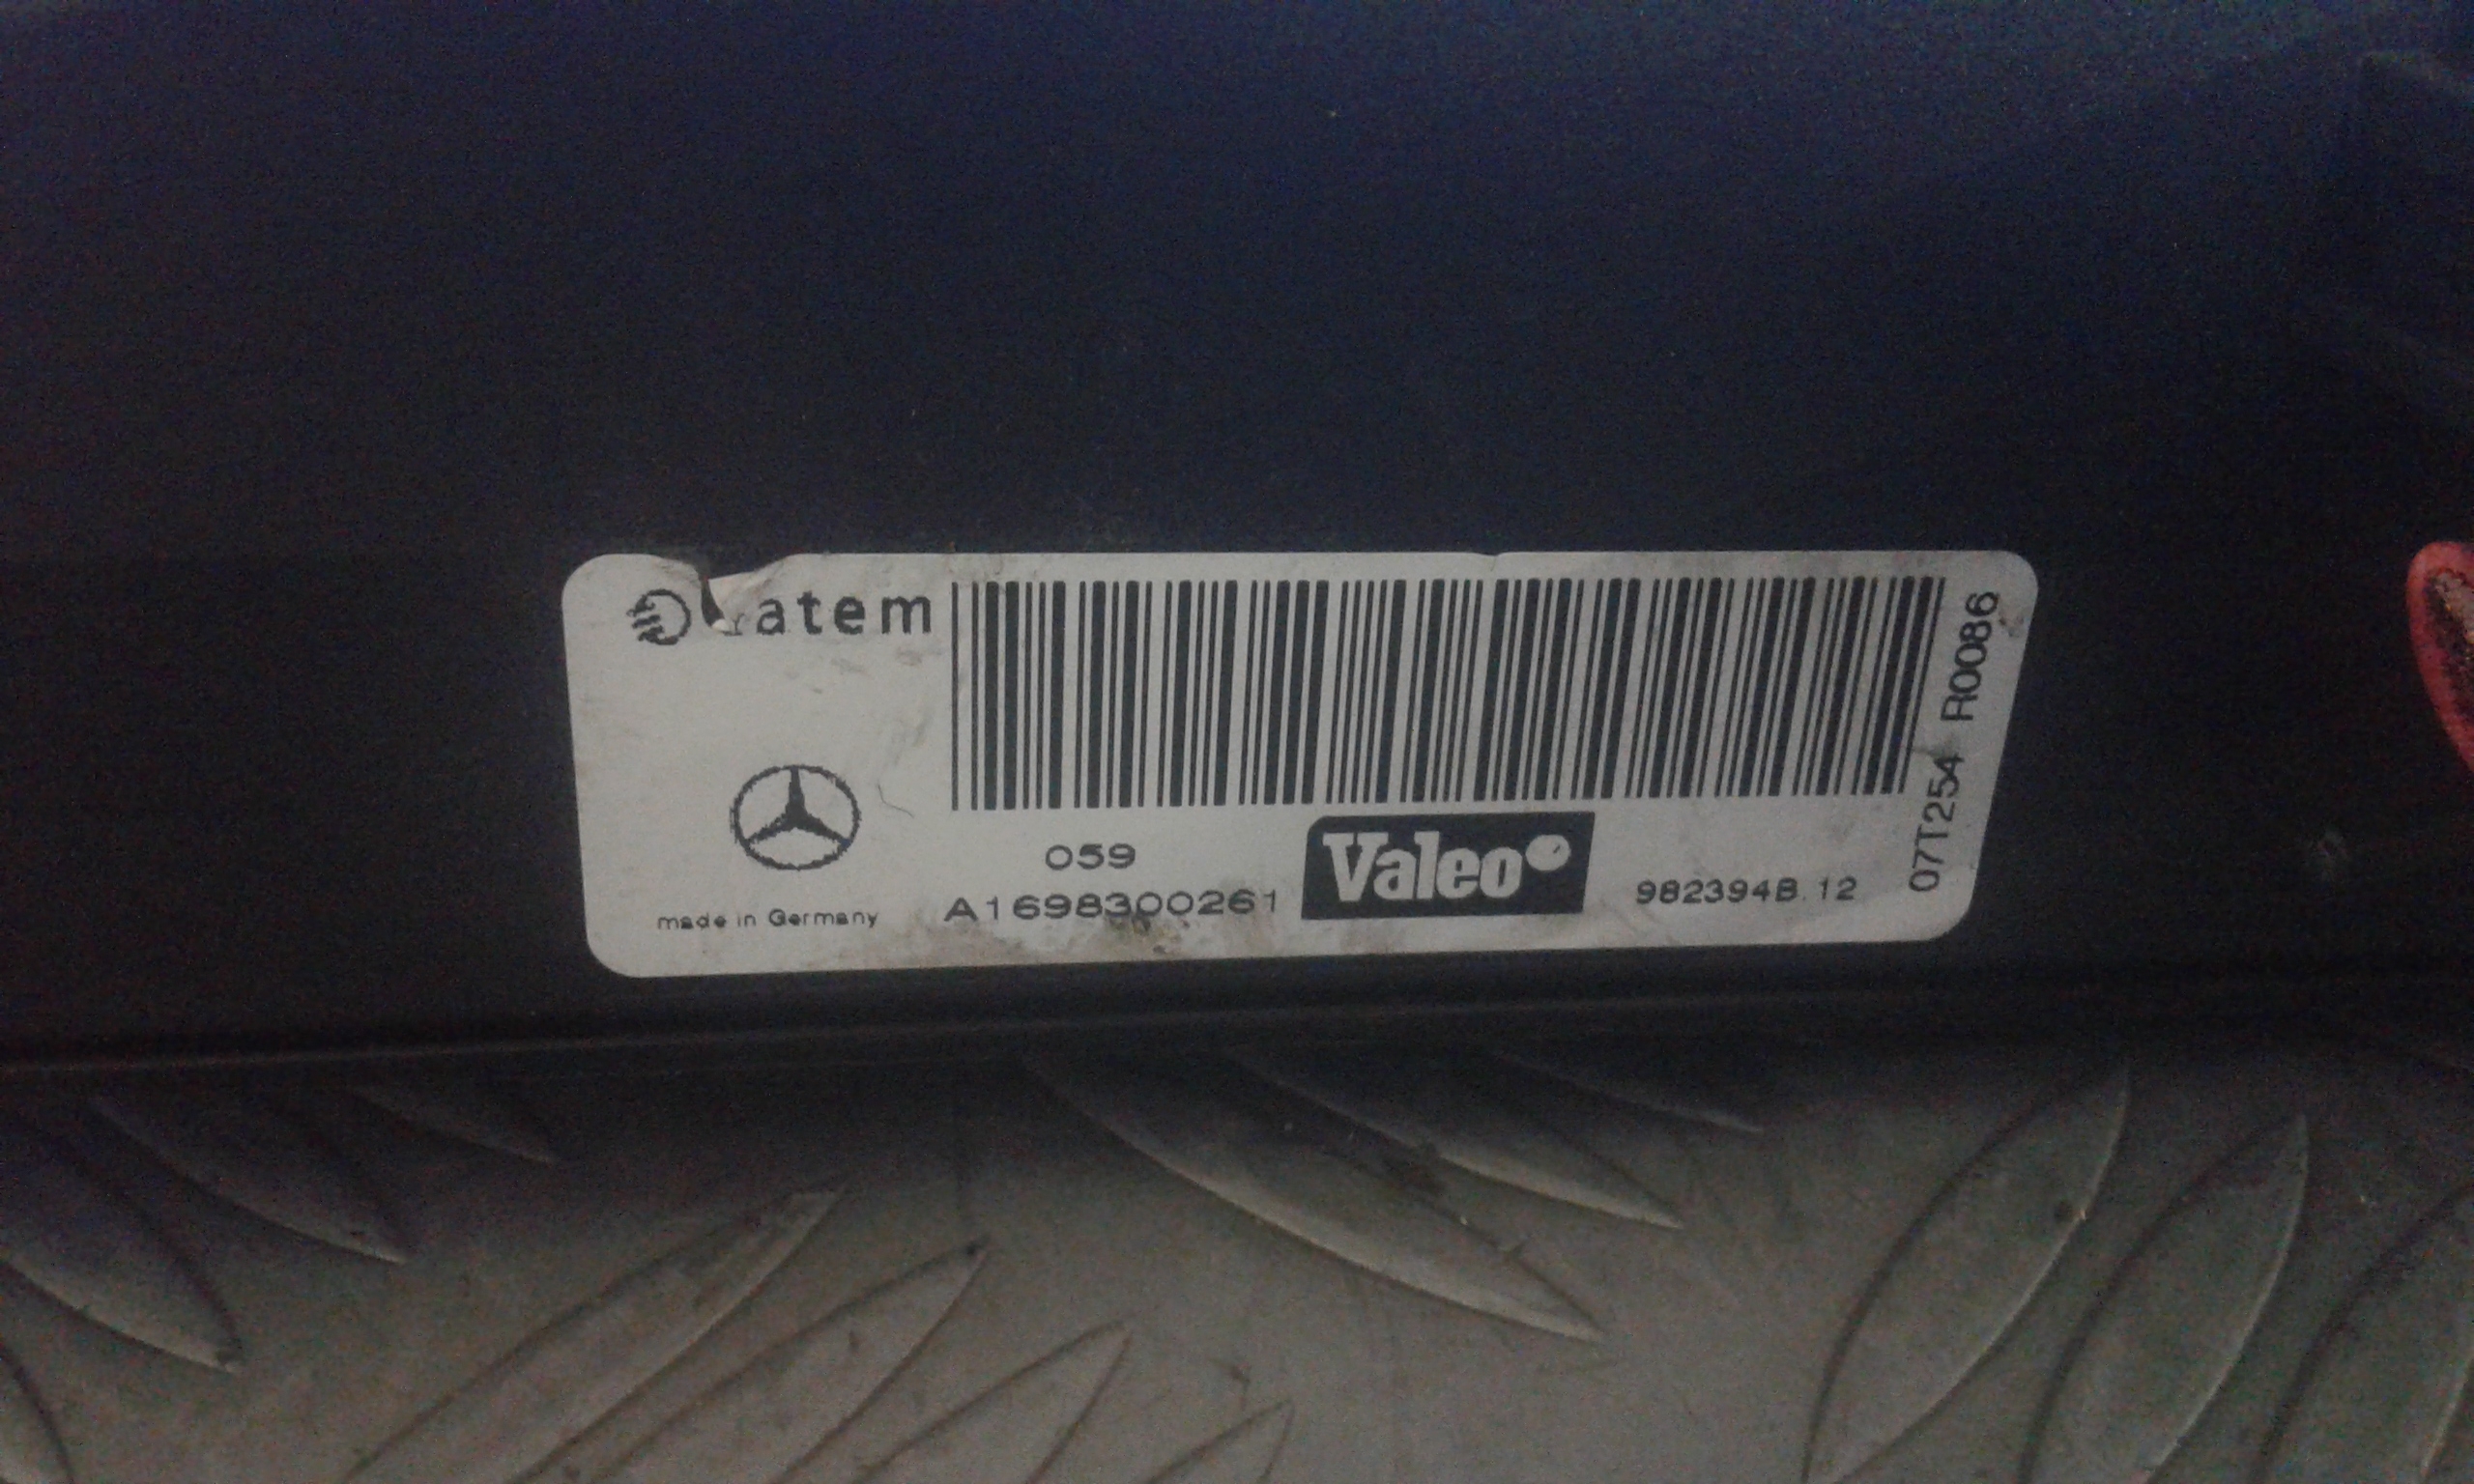 atem
059
A1698300261
made in Germany
Valeo
982394B.12
07T254 R0086